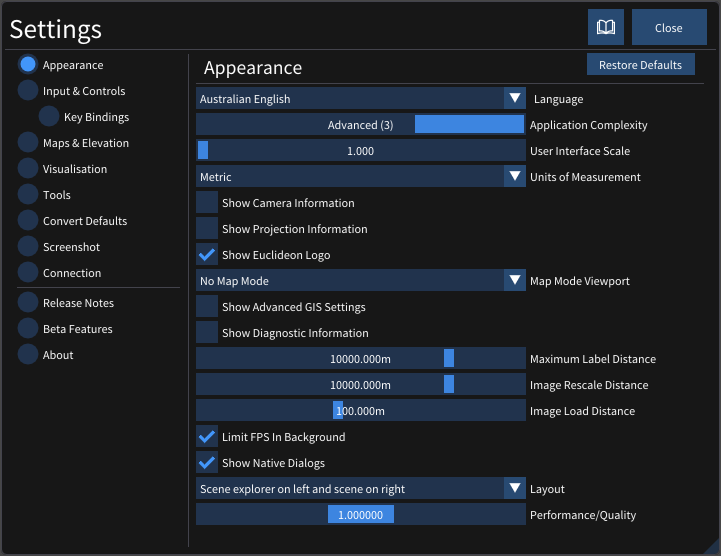 Settings
Close
Appearance
Input & Controls
Key Bindings
Maps & Elevation
Visualisation
Tools
Convert Defaults
Screenshot
Connection
Release Notes
Beta Features
About
Appearance
Restore Defaults
Australian English Language
Advanced (3) Application Complexity
1.000 User Interface Scale
Metric Units of Measurement
Show Camera Information
Show Projection Information
Show Euclideon Logo
No Map Mode Map Mode Viewport
Show Advanced GIS Settings
Show Diagnostic Information
10000.000m Maximum Label Distance
10000.000m Image Rescale Distance
100.000m Image Load Distance
Limit FPS In Background
Show Native Dialogs
Scene explorer on left and scene on right Layout
1.000000 Performance/Quality